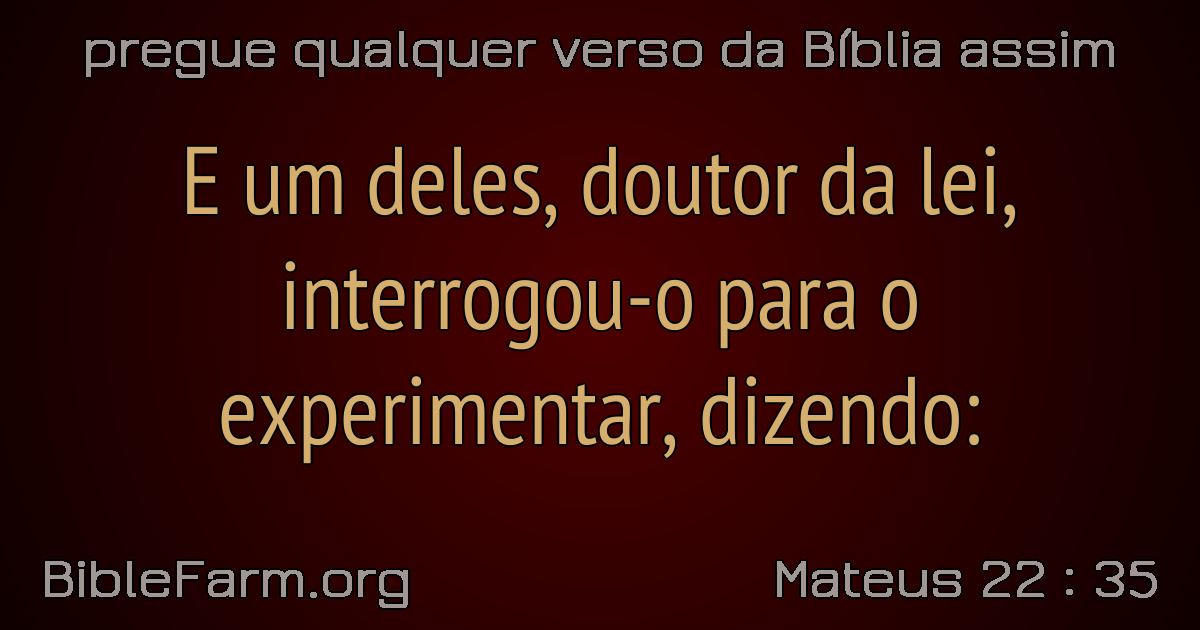 pregue qualquer verso da Bíblia assim
E um deles, doutor da lei,
interrogou-o para o
experimentar, dizendo:
BibleFarm.org
Mateus 22 : 35